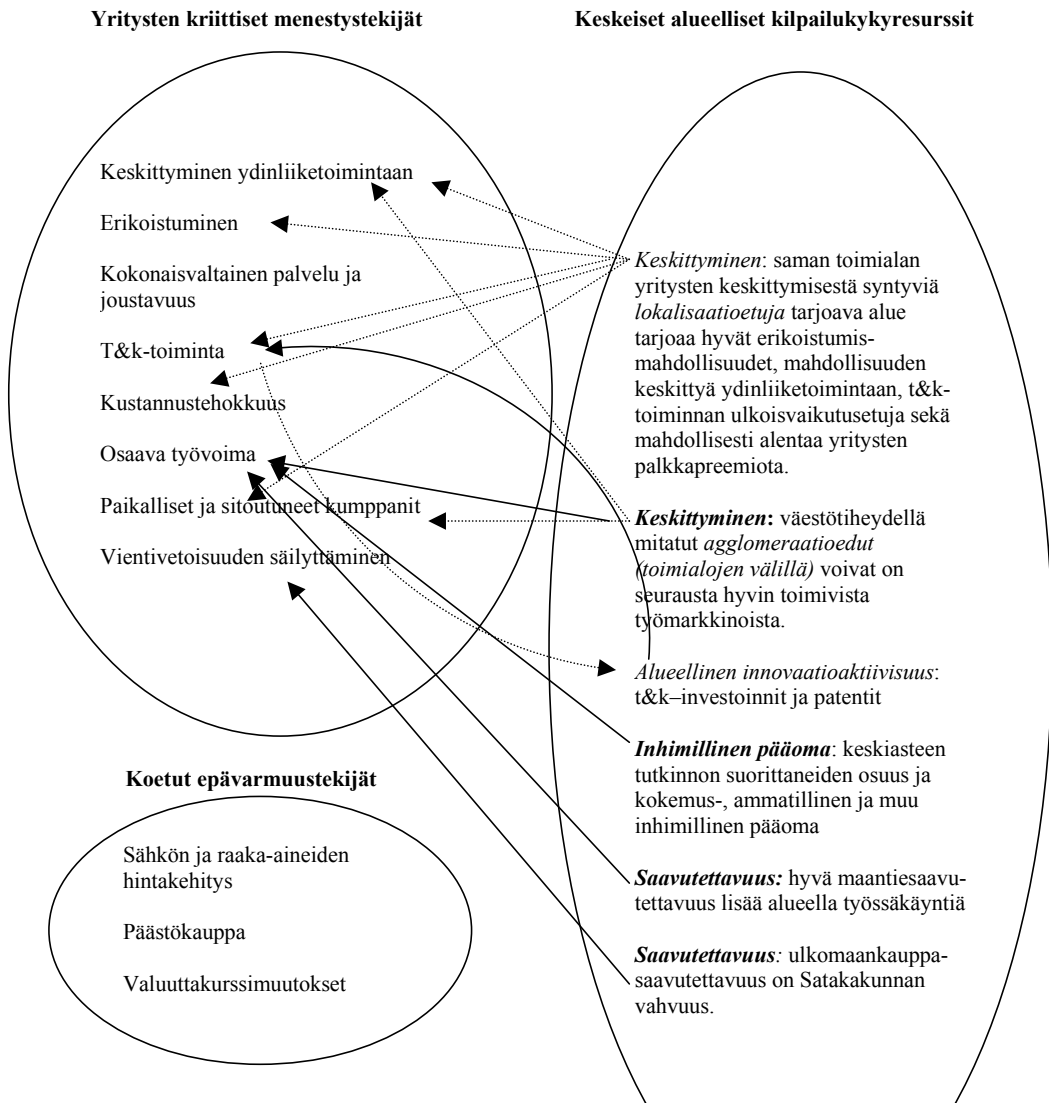 Yritysten kriittiset menestystekijät
Keskittyminen ydinliiketoimintaan
Erikoistuminen
Kokonaisvaltainen palvelu ja
joustavuus
T&k-toiminta
Kustannustehokkuus
Osaava työvoima
Paikalliset ja sitoutuneet kumppanit
Vientivetoisuuden säilyttäminen
Koetut epävarmuustekijät
Sähkön ja raaka-aineiden
hintakehitys
Päästökauppa
Valuuttakurssimuutokset
Keskeiset alueelliset kilpailukykyresurssit
Keskittyminen: saman toimialan
yritysten keskittymisestä syntyviä
lokalisaatioetuja tarjoava alue
tarjoaa hyvät erikoistumis-
mahdollisuudet, mahdollisuuden
keskittyä ydinliiketoimintaan, t&k-
toiminnan ulkoisvaikutusetuja sekä
mahdollisesti alentaa yritysten
palkkapreemiota.
Keskittyminen: väestötiheydellä
mitatut agglomeraatioedut
(toimialojen välillä) voivat on
seurausta hyvin toimivista
työmarkkinoista.
Alueellinen innovaatioaktiivisuus:
t&k–investoinnit ja patentit
Inhimillinen pääoma: keskiasteen
tutkinnon suorittaneiden osuus ja
kokemus-, ammatillinen ja muu
inhimillinen pääoma
Saavutettavuus: hyvä maantiesaavu-
tettavuus lisää alueella työssäkäyntiä
Saavutettavuus: ulkomaankauppa-
saavutettavuus on Satakakunnan
vahvuus.